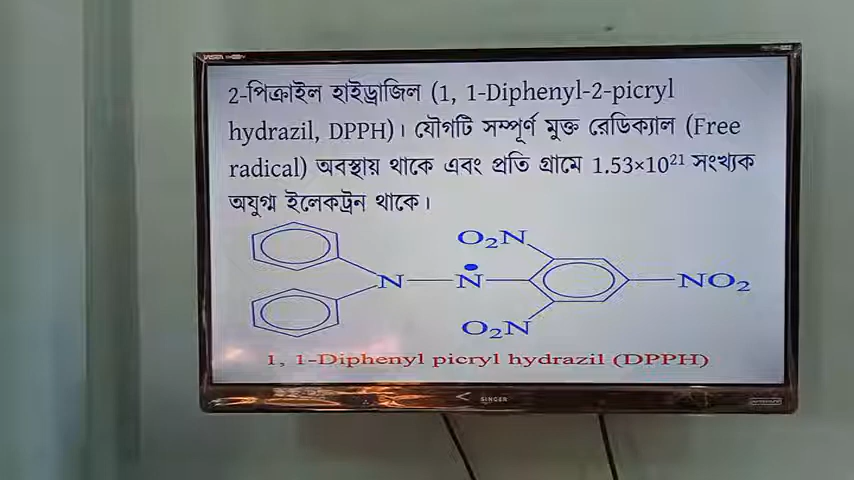 2-পিক্রাইল হাইড্রাজিল (1, 1-Diphenyl-2-picryl
hydrazil, DPPH)। যৌগটি সম্পূর্ণ মুক্ত রেডিক্যাল (Free
radical) অবস্থায় থাকে এবং প্রতি গ্রামে 1.53×10²¹ সংখ্যক
অযুগ্ম ইলেকট্রন থাকে।
O₂N
N — N NO₂
O₂N
1, 1-Diphenyl picryl hydrazil (DPPH)
SINGER